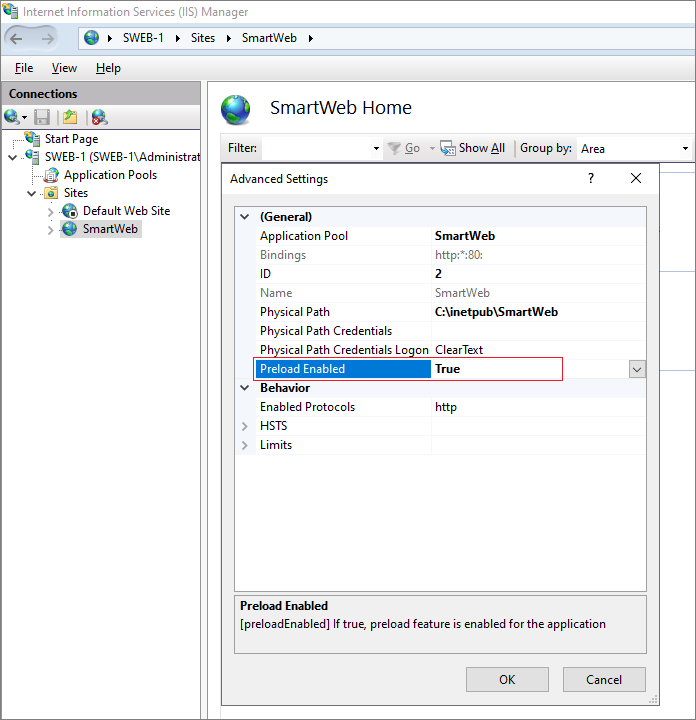 Internet Information Services (IIS) Manager
SWEB-1 Sites SmartWeb
File View Help
Connections
Start Page
SWEB-1 (SWEB-1\Administrat
Application Pools
Sites
Default Web Site
SmartWeb
SmartWeb Home
Filter: Go Show All Group by: Area
Advanced Settings ? X
(General)
Application Pool SmartWeb
Bindings http:*:80:
ID 2
Name SmartWeb
Physical Path C:\inetpub\SmartWeb
Physical Path Credentials
Physical Path Credentials Logon ClearText
Preload Enabled True
Behavior
Enabled Protocols http
HSTS
Limits
Preload Enabled
[preloadEnabled] If true, preload feature is enabled for the application
OK Cancel